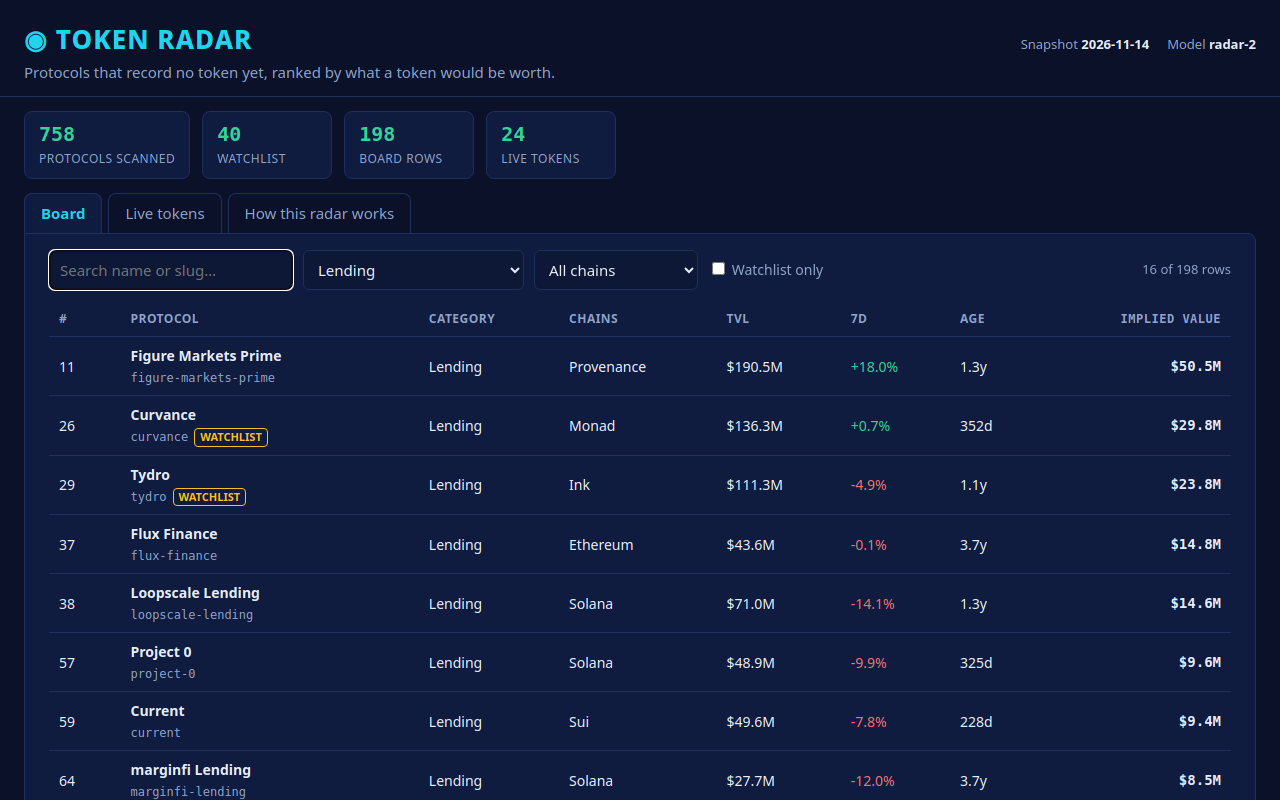 ◉ TOKEN RADAR
Snapshot 2026-11-14 Model radar-2
Protocols that record no token yet, ranked by what a token would be worth.
758
PROTOCOLS SCANNED
40
WATCHLIST
198
BOARD ROWS
24
LIVE TOKENS
Board
Live tokens
How this radar works
Search name or slug...
Lending
All chains
Watchlist only
16 of 198 rows
# PROTOCOL CATEGORY CHAINS TVL 7D AGE IMPLIED VALUE
11 Figure Markets Prime Lending Provenance $190.5M +18.0% 1.3y $50.5M
figure-markets-prime
26 Curvance Lending Monad $136.3M +0.7% 352d $29.8M
curvance WATCHLIST
29 Tydro Lending Ink $111.3M -4.9% 1.1y $23.8M
tydro WATCHLIST
37 Flux Finance Lending Ethereum $43.6M -0.1% 3.7y $14.8M
flux-finance
38 Loopscale Lending Lending Solana $71.0M -14.1% 1.3y $14.6M
loopscale-lending
57 Project 0 Lending Solana $48.9M -9.9% 325d $9.6M
project-0
59 Current Lending Sui $49.6M -7.8% 228d $9.4M
current
64 marginfi Lending Lending Solana $27.7M -12.0% 3.7y $8.5M
marginfi-lending